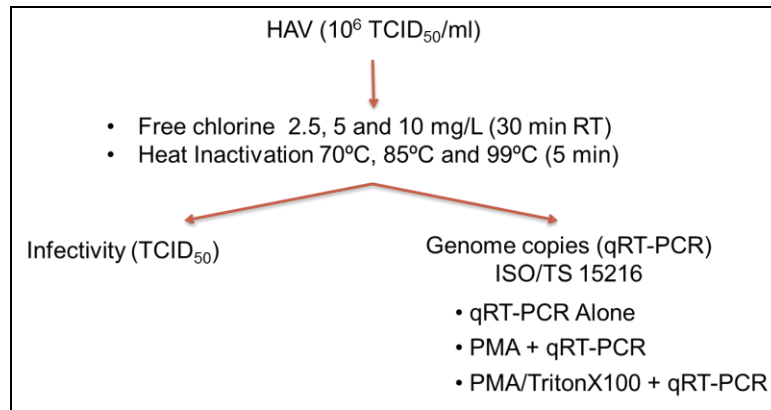 HAV (10⁶ TCID₅₀/ml)
• Free chlorine 2.5, 5 and 10 mg/L (30 min RT)
• Heat Inactivation 70ºC, 85ºC and 99ºC (5 min)
Infectivity (TCID₅₀)
Genome copies (qRT-PCR)
ISO/TS 15216
• qRT-PCR Alone
• PMA + qRT-PCR
• PMA/TritonX100 + qRT-PCR